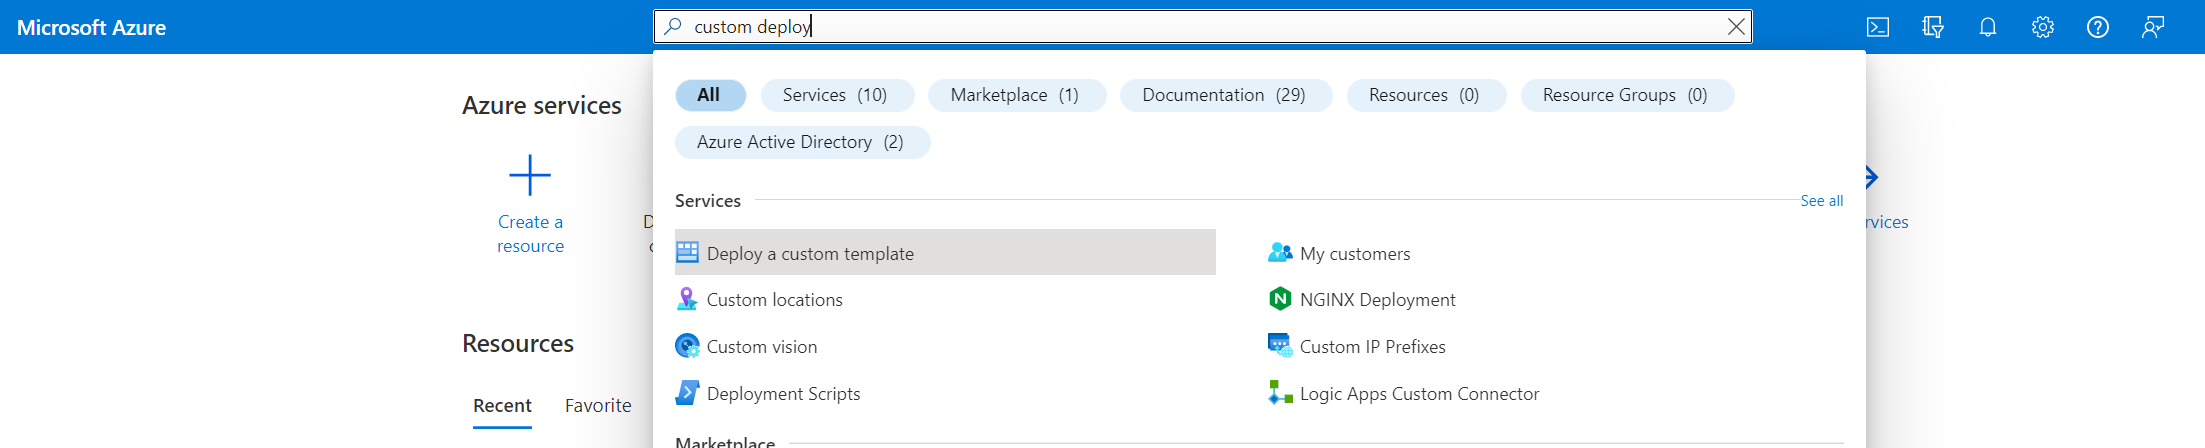 Microsoft Azure
custom deploy
All
Services (10)
Marketplace (1)
Documentation (29)
Resources (0)
Resource Groups (0)
Azure Active Directory (2)
Azure services
Create a
resource
Services
See all
Deploy a custom template
My customers
Custom locations
NGINX Deployment
Custom vision
Custom IP Prefixes
Deployment Scripts
Logic Apps Custom Connector
Marketplace
Resources
Recent
Favorite